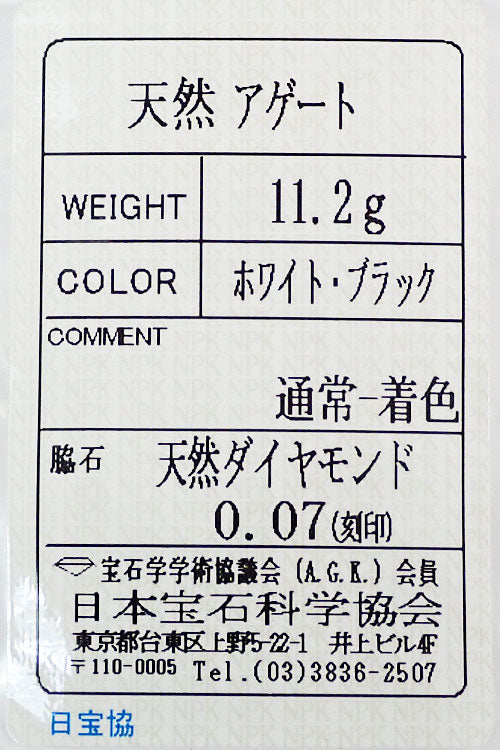 天然 アゲート
WEIGHT 11.2g
COLOR ホワイト・ブラック
COMMENT
通常-着色
脇石 天然ダイヤモンド
0.07(刻印)
宝石学学術協議会(A.G.K.)会員
日本宝石科学協会
東京都台東区上野5-22-1 井上ビル4F
〒110-0005 Tel.(03)3836-2507
日宝協